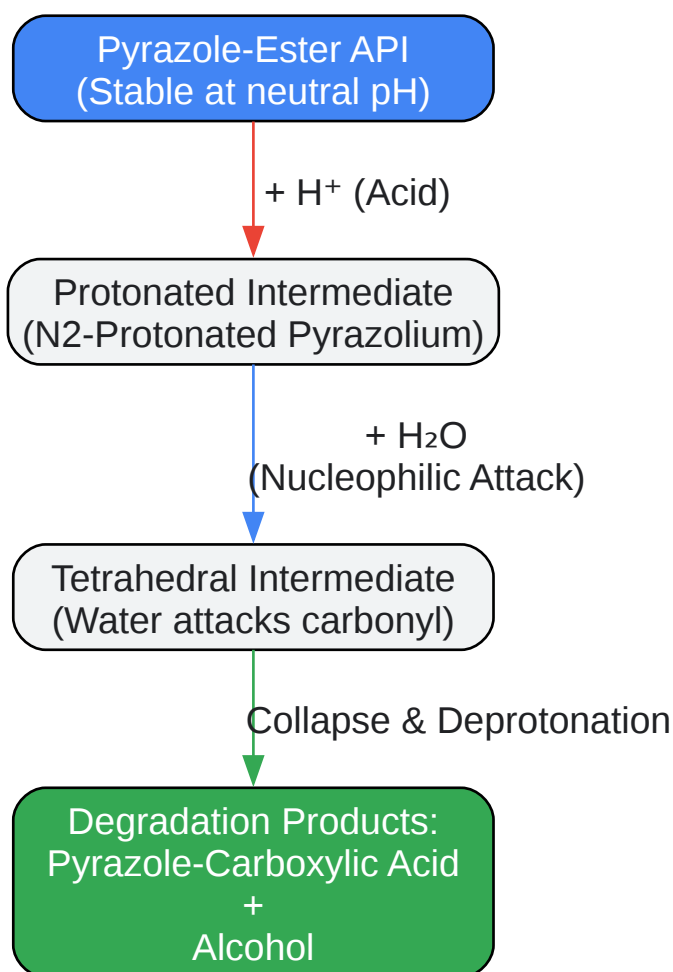 Pyrazole-Ester API
(Stable at neutral pH)
+ H⁺ (Acid)
Protonated Intermediate
(N2-Protonated Pyrazolium)
+ H₂O
(Nucleophilic Attack)
Tetrahedral Intermediate
(Water attacks carbonyl)
Collapse & Deprotonation
Degradation Products:
Pyrazole-Carboxylic Acid
+
Alcohol